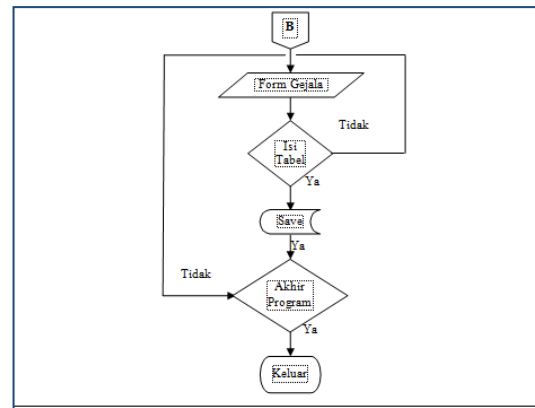 B
Form Gejala
Tidak
Isi
Tabel
Ya
Save
Ya
Tidak
Akhir
Program
Ya
Keluar